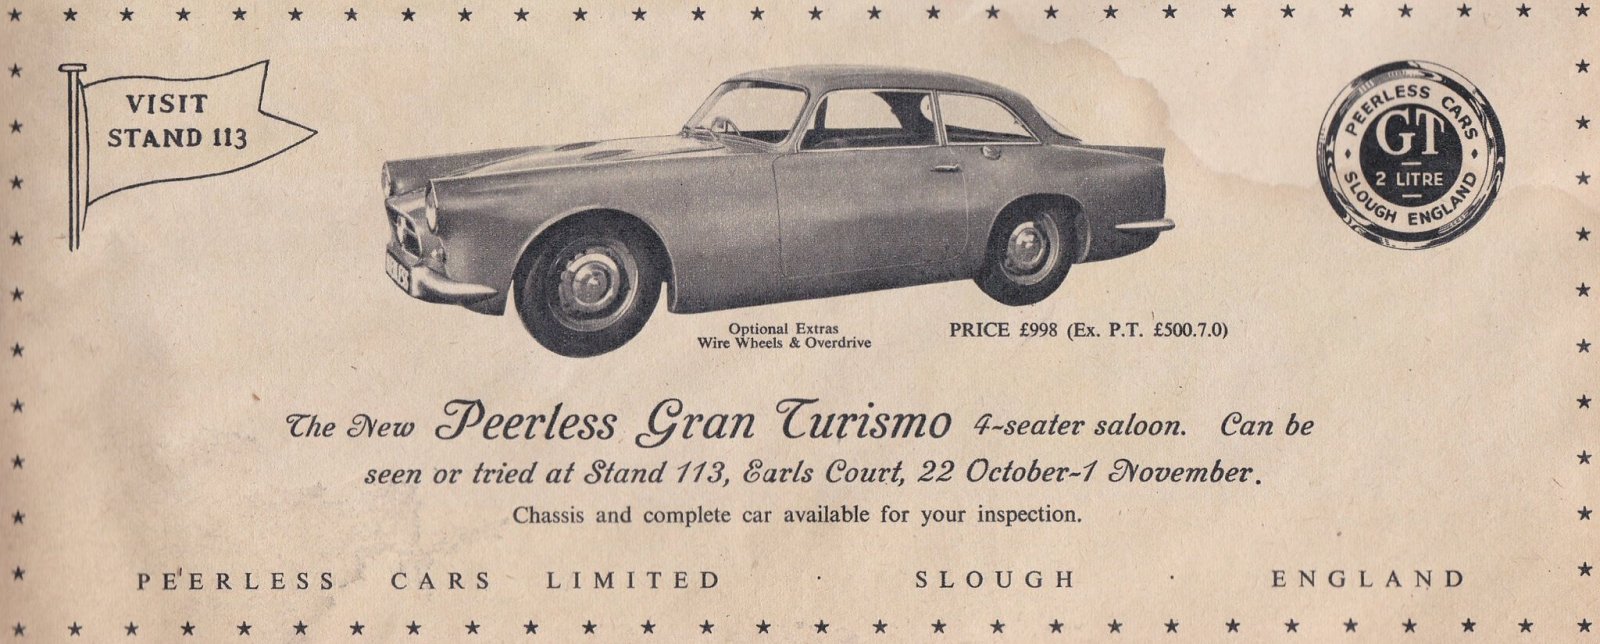 VISIT
STAND 113
PEERLESS CARS
GT
2 LITRE
SLOUGH ENGLAND
Optional Extras
Wire Wheels & Overdrive
PRICE £998 (Ex. P.T. £500.7.0)
The New Peerless Gran Turismo 4-seater saloon. Can be
seen or tried at Stand 113, Earls Court, 22 October-1 November.
Chassis and complete car available for your inspection.
PEERLESS CARS LIMITED · SLOUGH · ENGLAND